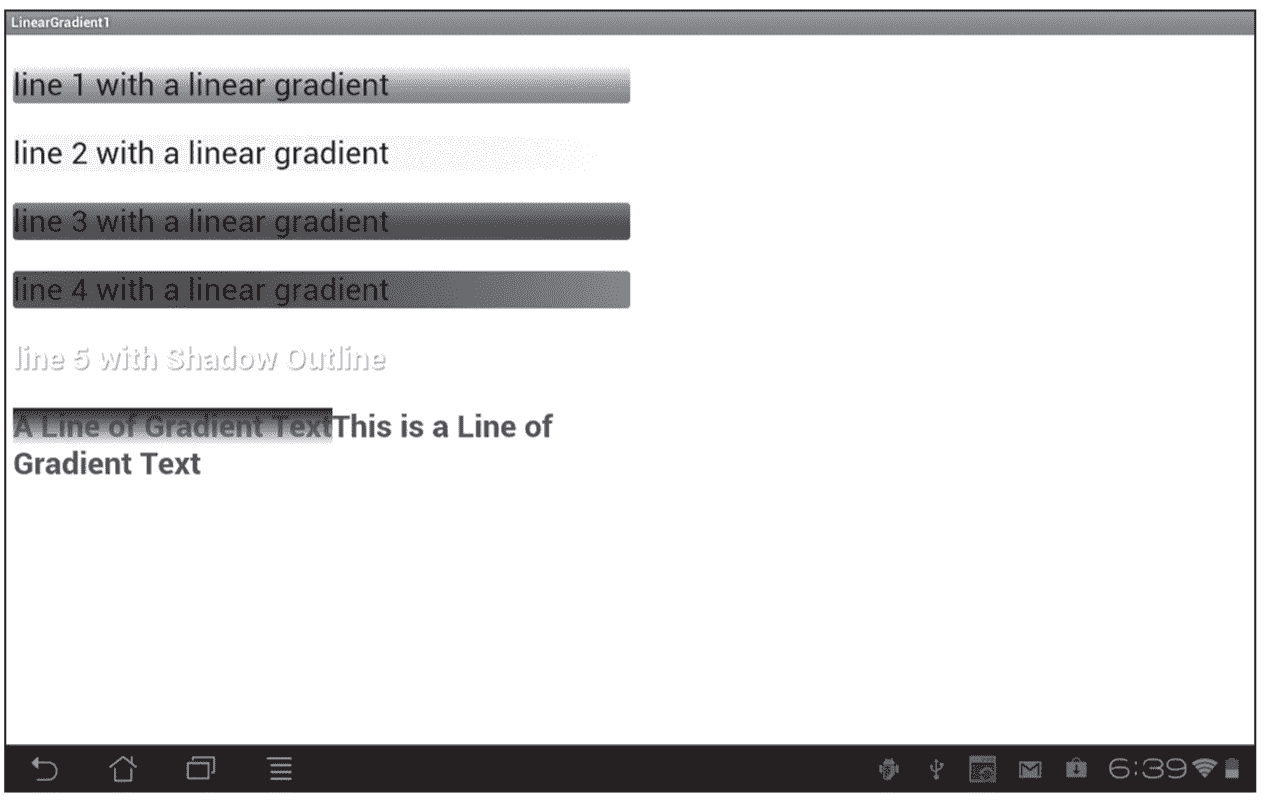 LinearGradient1
line 1 with a linear gradient
line 2 with a linear gradient
line 3 with a linear gradient
line 4 with a linear gradient
line 5 with Shadow Outline
A Line of Gradient TextThis is a Line of
Gradient Text
6:39